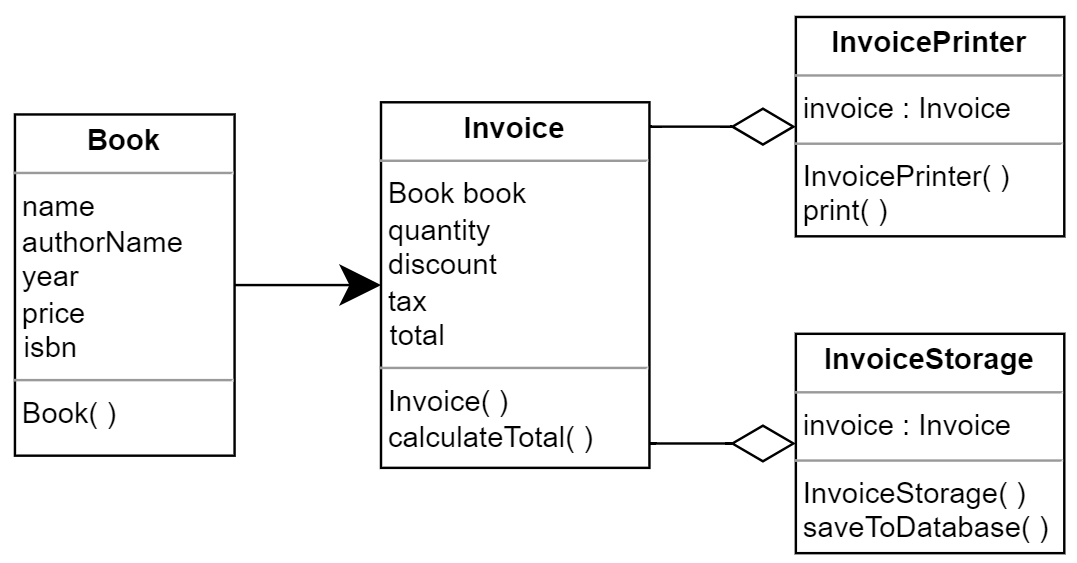 Book
name
authorName
year
price
isbn
Book( )
Invoice
Book book
quantity
discount
tax
total
Invoice( )
calculateTotal( )
InvoicePrinter
invoice : Invoice
InvoicePrinter( )
print( )
InvoiceStorage
invoice : Invoice
InvoiceStorage( )
saveToDatabase( )